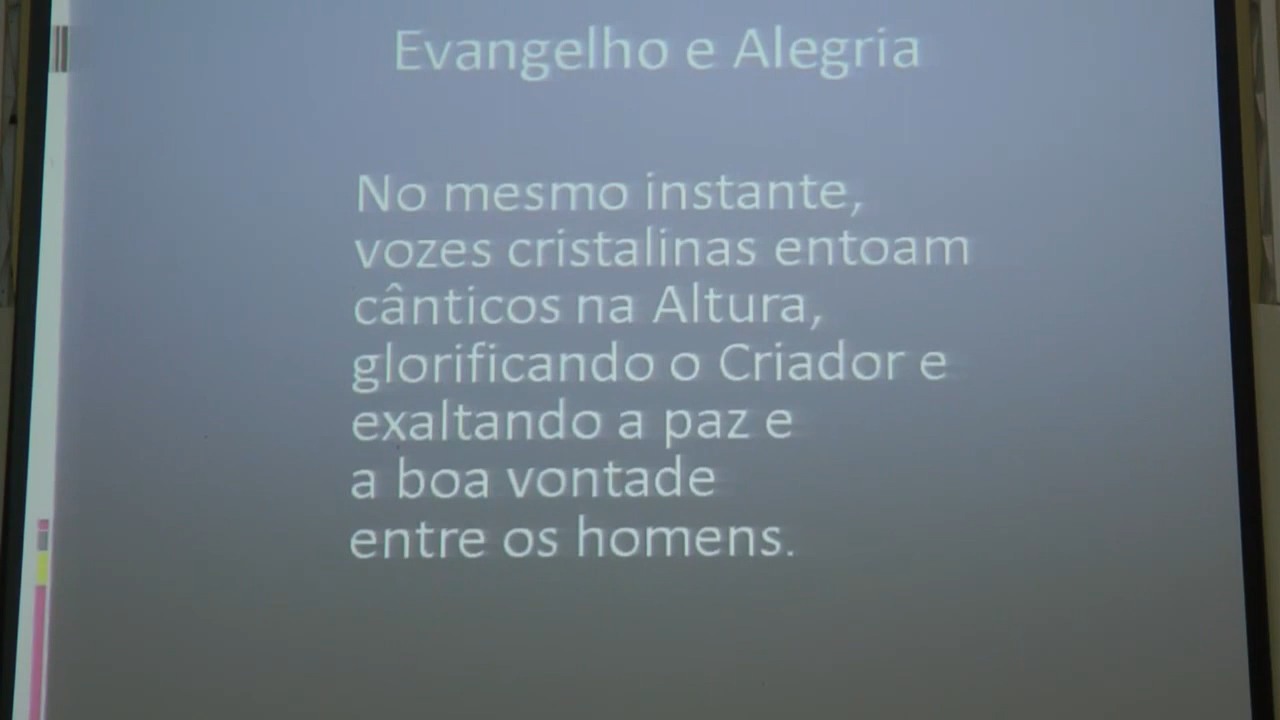 Evangelho e Alegria
No mesmo instante,
vozes cristalinas entoam
cânticos na Altura,
glorificando o Criador e
exaltando a paz e
a boa vontade
entre os homens.